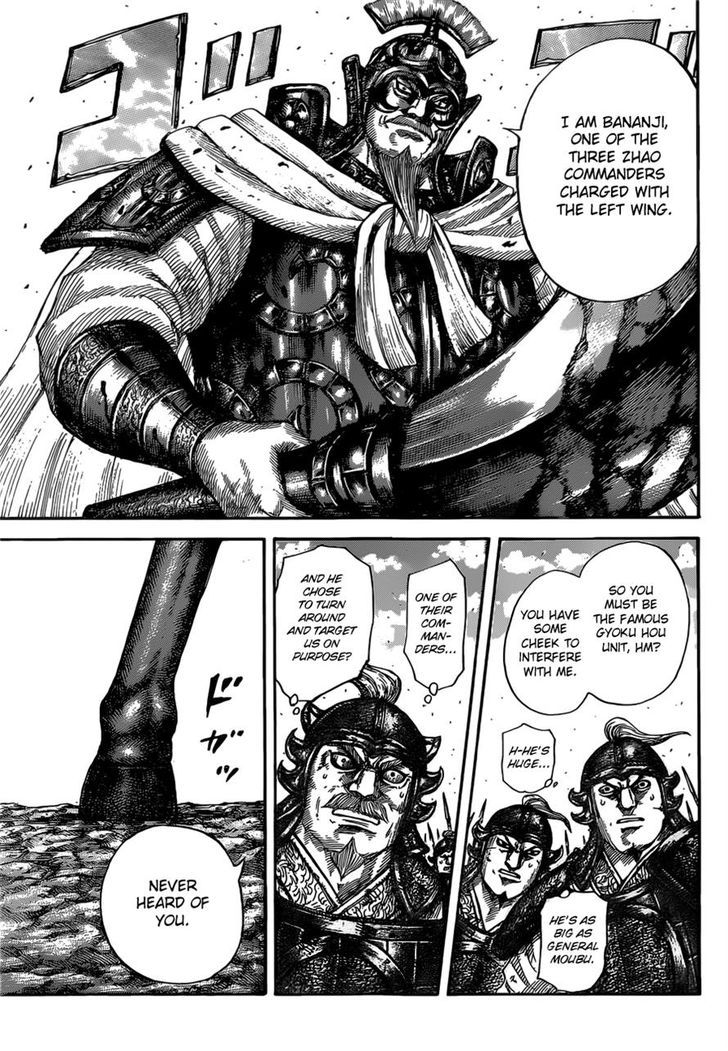 ゴゴ
I AM BANANJI,
ONE OF THE
THREE ZHAO
COMMANDERS
CHARGED WITH
THE LEFT WING.
SO YOU
MUST BE
THE FAMOUS
GYOKU HOU
UNIT, HM?
YOU HAVE
SOME
CHEEK TO
INTERFERE
WITH ME.
H-HE'S
HUGE...
HE'S AS
BIG AS
GENERAL
MOUBU.
ONE OF
THEIR
COM-
MAN-
DERS...
AND HE
CHOSE
TO TURN
AROUND
AND TARGET
US ON
PURPOSE?
ドガッ
NEVER
HEARD OF
YOU.